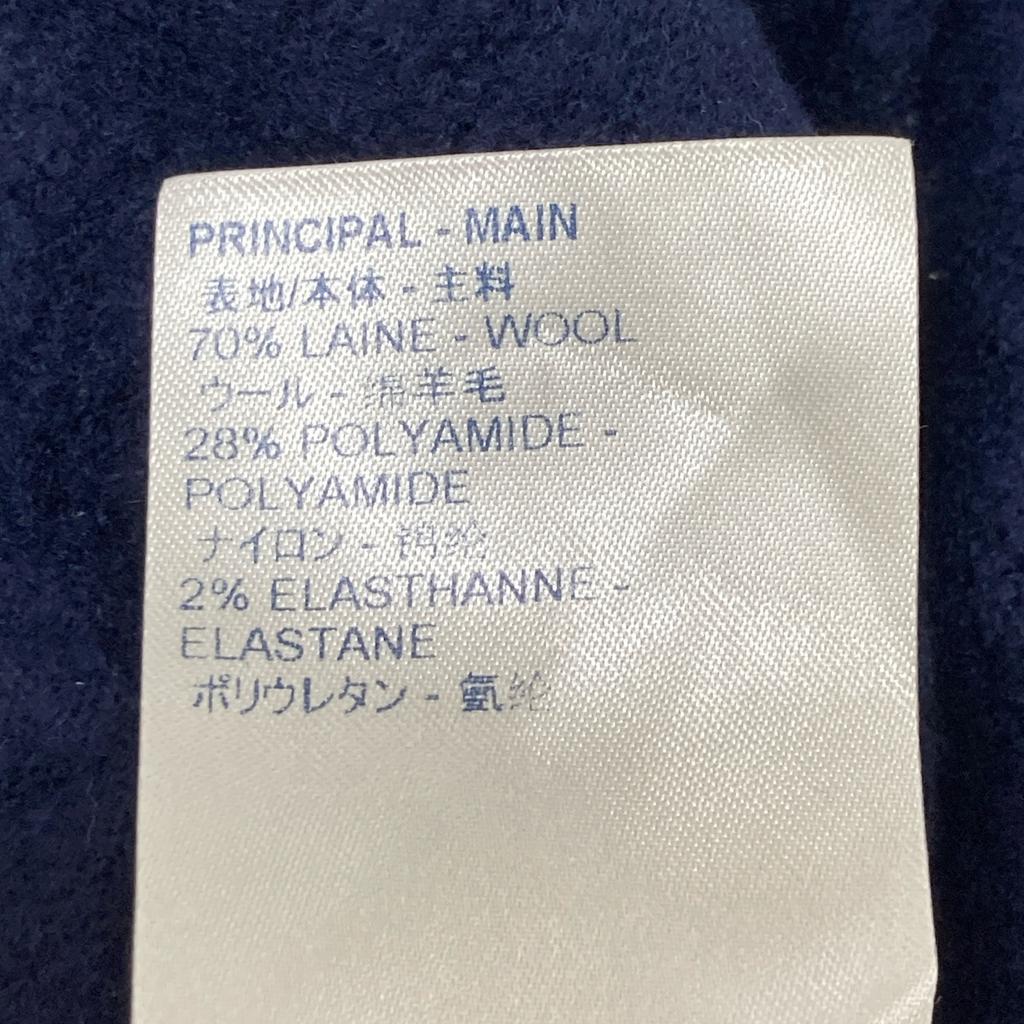 PRINCIPAL - MAIN
表地/本体 - 主料
70% LAINE - WOOL
ウール - 绵羊毛
28% POLYAMIDE -
POLYAMIDE
ナイロン - 锦纶
2% ELASTHANNE -
ELASTANE
ポリウレタン - 氨纶